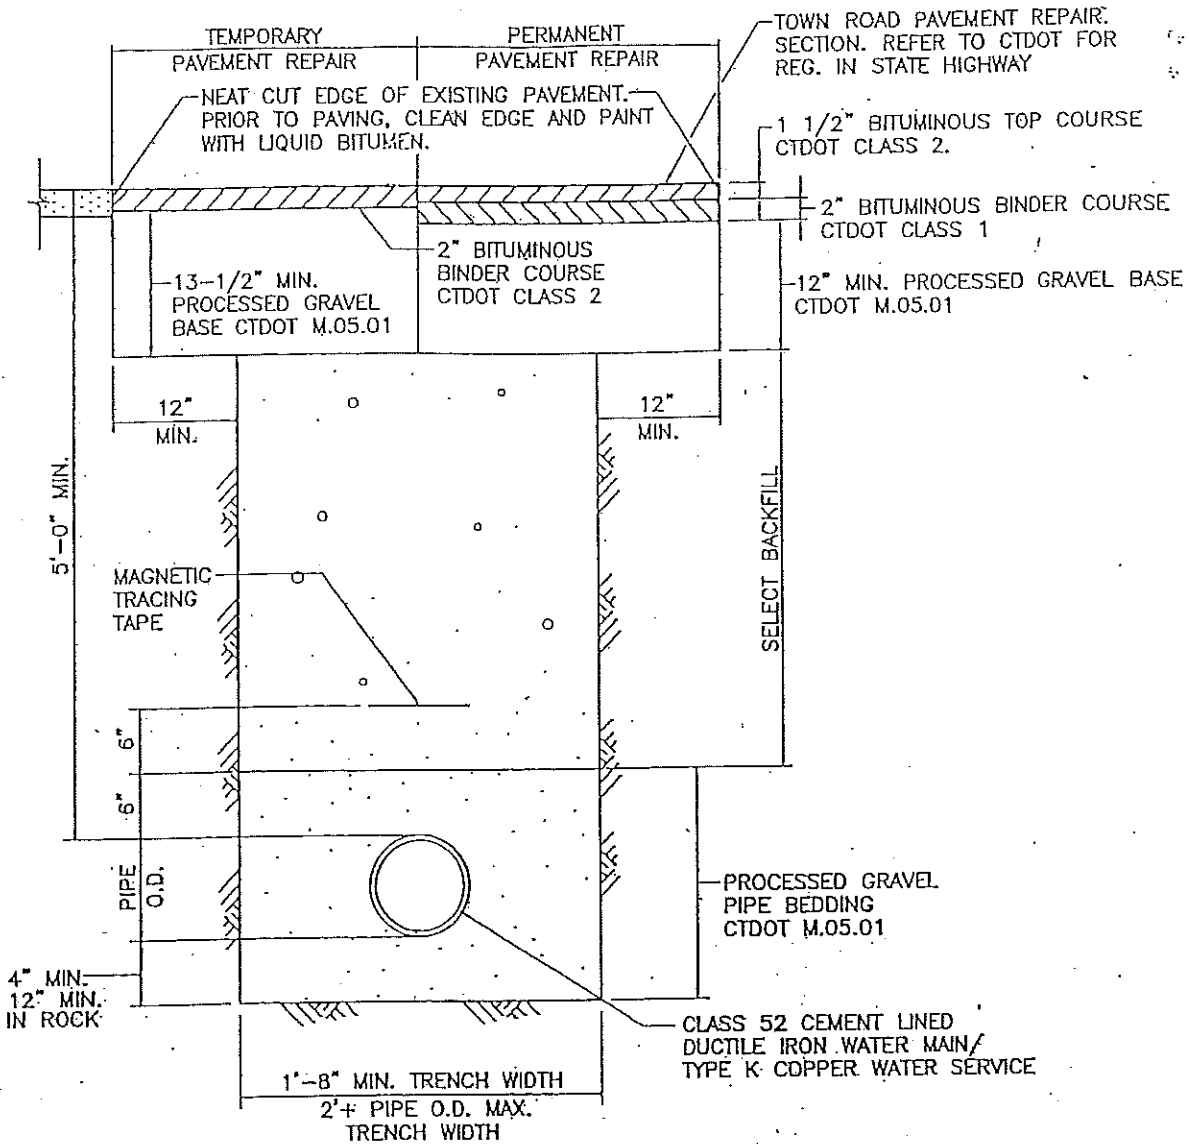 TEMPORARY
PAVEMENT REPAIR
PERMANENT
PAVEMENT REPAIR
TOWN ROAD PAVEMENT REPAIR.
SECTION. REFER TO CTDOT FOR
REG. IN STATE HIGHWAY
NEAT CUT EDGE OF EXISTING PAVEMENT.
PRIOR TO PAVING, CLEAN EDGE AND PAINT
WITH LIQUID BITUMEN.
1 1/2" BITUMINOUS TOP COURSE
CTDOT CLASS 2.
2" BITUMINOUS BINDER COURSE
CTDOT CLASS 1
2" BITUMINOUS
BINDER COURSE
CTDOT CLASS 2
13-1/2" MIN.
PROCESSED GRAVEL
BASE CTDOT M.05.01
12" MIN. PROCESSED GRAVEL BASE
CTDOT M.05.01
12"
MIN.
12"
MIN.
5'-0" MIN.
SELECT BACKFILL
MAGNETIC
TRACING
TAPE
6"
6"
PIPE
O.D.
PROCESSED GRAVEL
PIPE BEDDING
CTDOT M.05.01
4" MIN.
12" MIN.
IN ROCK
CLASS 52 CEMENT LINED
DUCTILE IRON WATER MAIN/
TYPE K COPPER WATER SERVICE
1'-8" MIN. TRENCH WIDTH
2'+ PIPE O.D. MAX.
TRENCH WIDTH